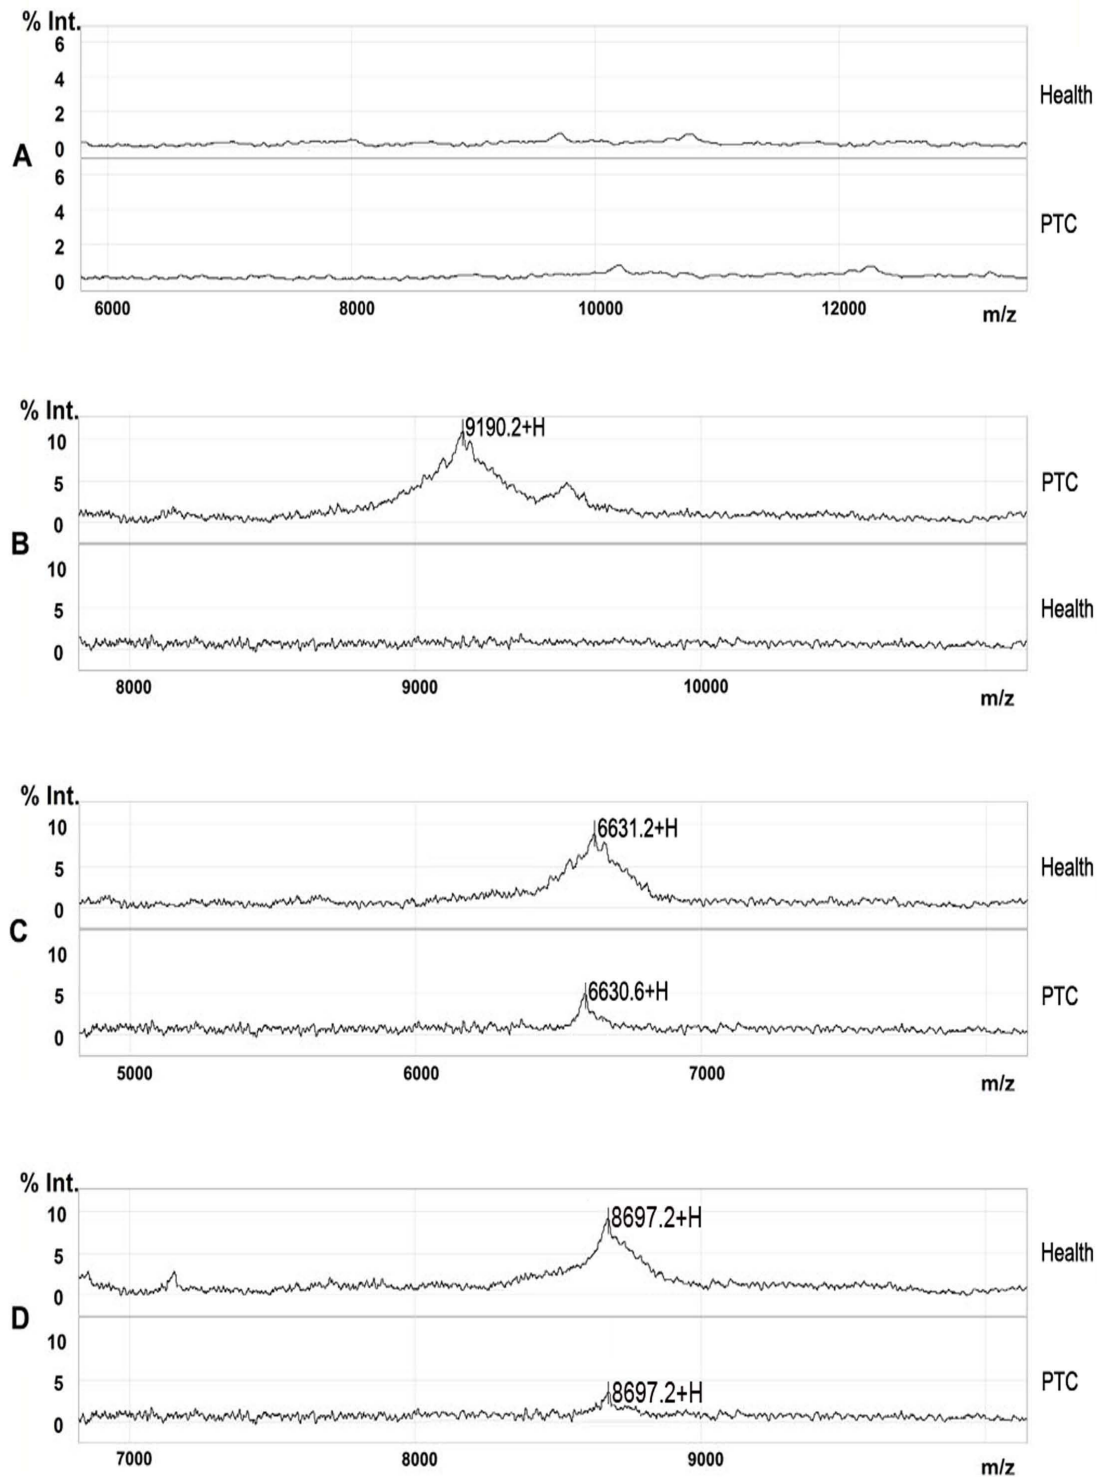 % Int.
6
4
2
0
Health
A
6
4
2
0
PTC
6000 8000 10000 12000
m/z
% Int.
10
5
0
9190.2+H
PTC
B
10
5
0
Health
8000 9000 10000
m/z
% Int.
10
5
0
6631.2+H
Health
C
10
5
0
6630.6+H
PTC
5000 6000 7000
m/z
% Int.
10
5
0
8697.2+H
Health
D
10
5
0
8697.2+H
PTC
7000 8000 9000
m/z